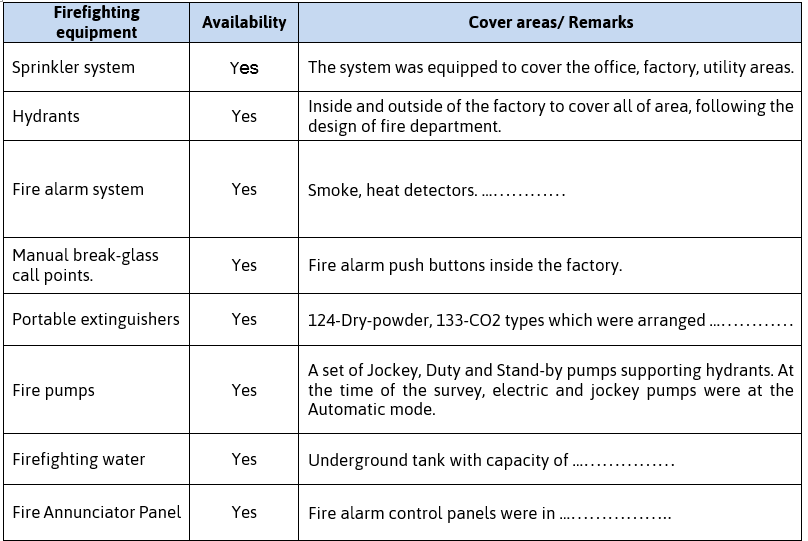 Firefighting
equipment
Availability
Cover areas/ Remarks
Sprinkler system
Yes
The system was equipped to cover the office, factory, utility areas.
Hydrants
Yes
Inside and outside of the factory to cover all of area, following the
design of fire department.
Fire alarm system
Yes
Smoke, heat detectors. ...…………
Manual break-glass
call points.
Yes
Fire alarm push buttons inside the factory.
Portable extinguishers
Yes
124-Dry-powder, 133-CO2 types which were arranged ...…………
Fire pumps
Yes
A set of Jockey, Duty and Stand-by pumps supporting hydrants. At
the time of the survey, electric and jockey pumps were at the
Automatic mode.
Firefighting water
Yes
Underground tank with capacity of ...……………
Fire Annunciator Panel
Yes
Fire alarm control panels were in ...……………..